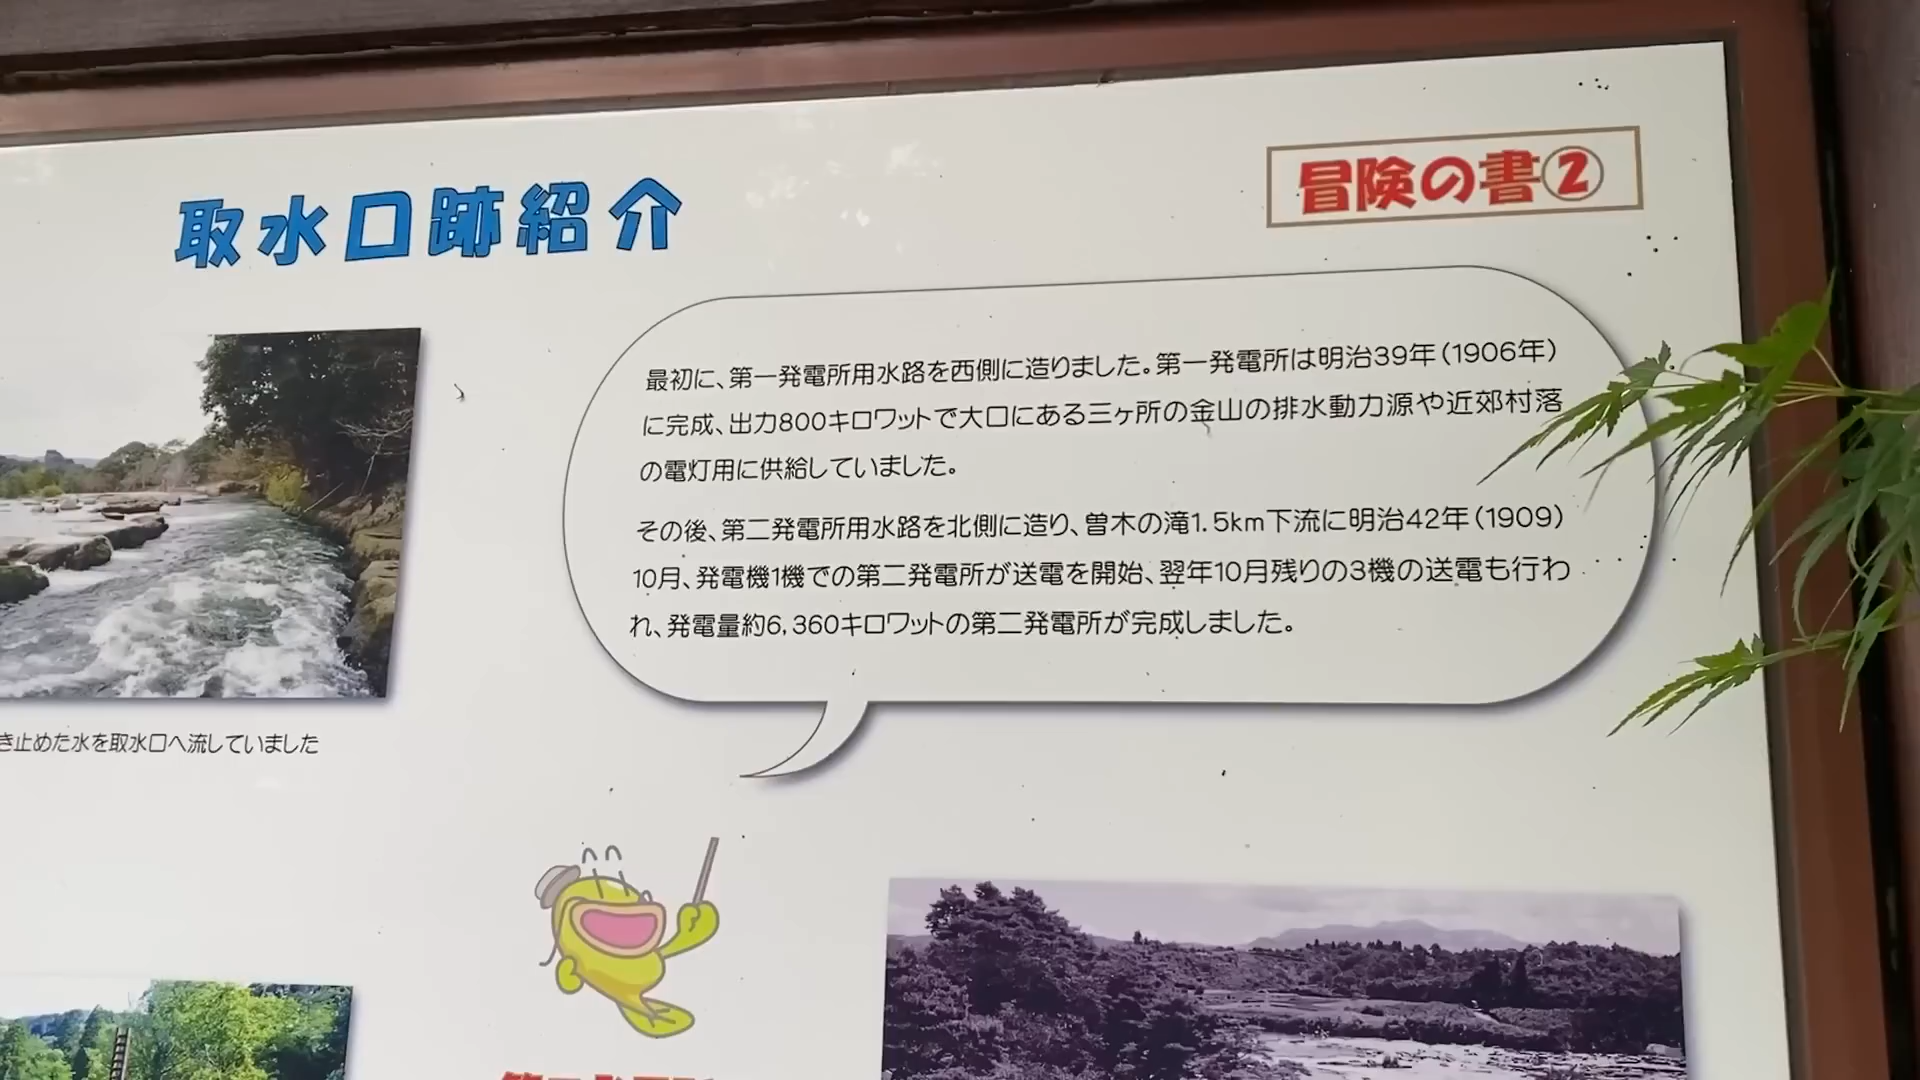 取水口跡紹介
冒険の書②
最初に、第一発電所用水路を西側に造りました。第一発電所は明治39年(1906年)
に完成、出力800キロワットで大口にある三ヶ所の金山の排水動力源や近郊村落
の電灯用に供給していました。
その後、第二発電所用水路を北側に造り、曽木の滝1.5km下流に明治42年(1909)
10月、発電機1機での第二発電所が送電を開始、翌年10月残りの3機の送電も行わ
れ、発電量約6,360キロワットの第二発電所が完成しました。
き止めた水を取水口へ流していました